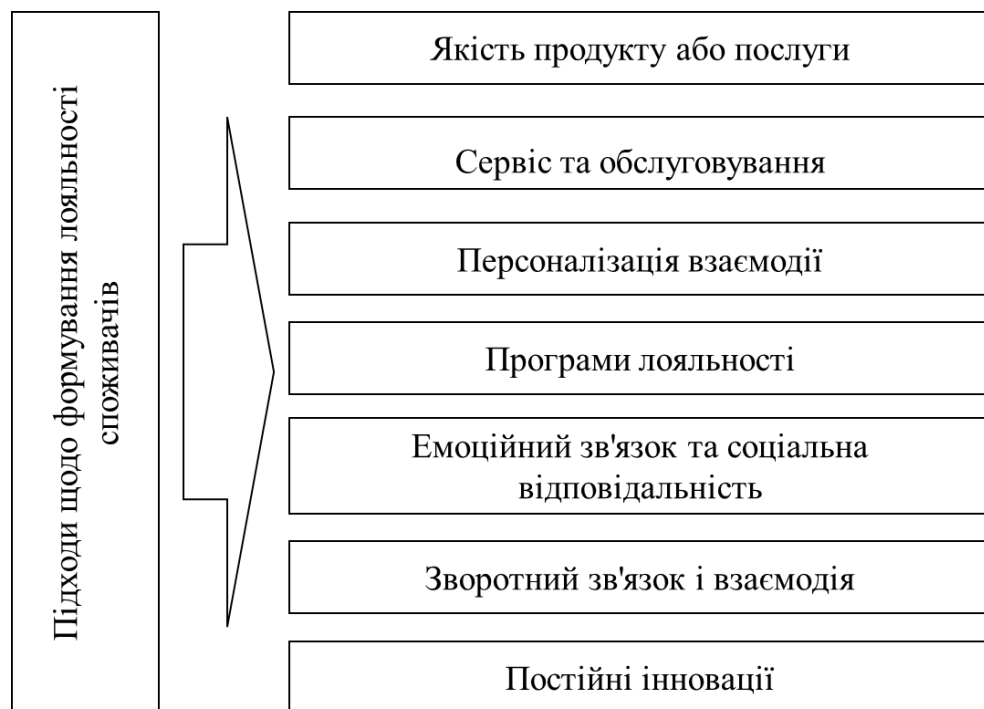 Підходи щодо формування лояльності
споживачів
Якість продукту або послуги
Сервіс та обслуговування
Персоналізація взаємодії
Програми лояльності
Емоційний зв'язок та соціальна
відповідальність
Зворотний зв'язок і взаємодія
Постійні інновації